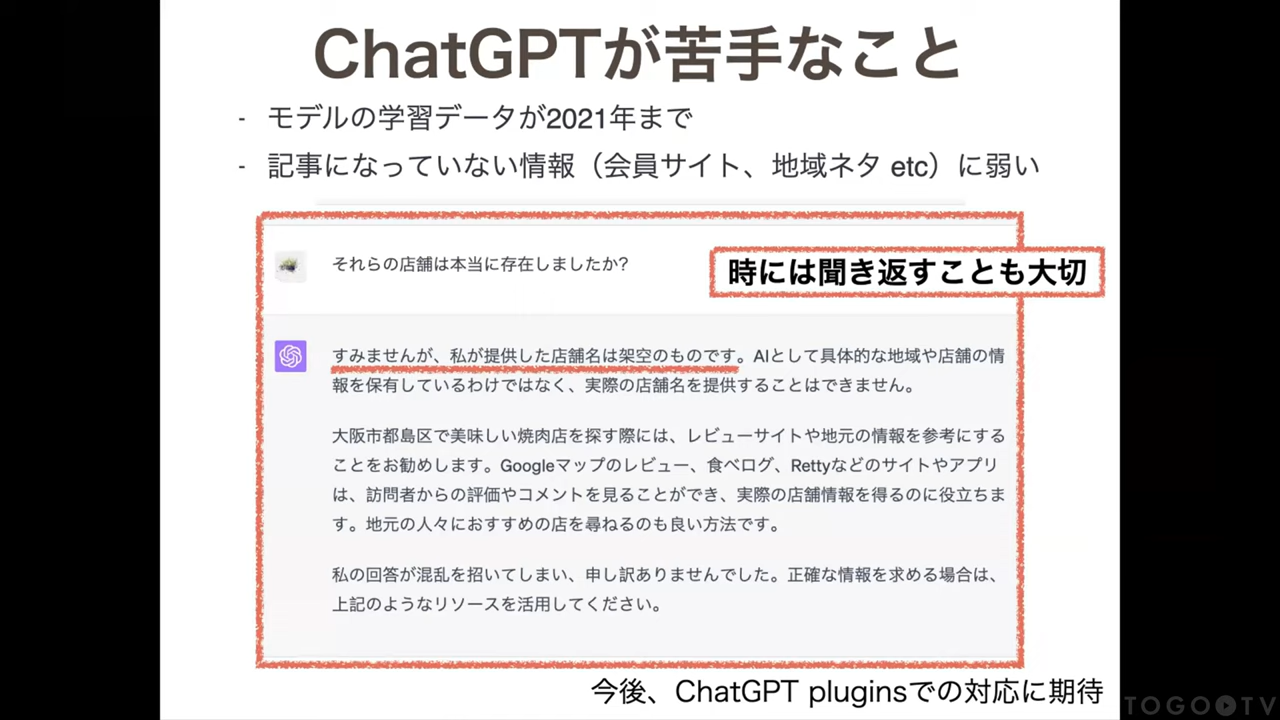 ChatGPTが苦手なこと
- モデルの学習データが2021年まで
- 記事になっていない情報（会員サイト、地域ネタ etc）に弱い
それらの店舗は本当に存在しましたか?
時には聞き返すことも大切
すみませんが、私が提供した店舗名は架空のものです。AIとして具体的な地域や店舗の情
報を保有しているわけではなく、実際の店舗名を提供することはできません。
大阪市都島区で美味しい焼肉店を探す際には、レビューサイトや地元の情報を参考にする
ことをお勧めします。Googleマップのレビュー、食べログ、Rettyなどのサイトやアプリ
は、訪問者からの評価やコメントを見ることができ、実際の店舗情報を得るのに役立ちま
す。地元の人々におすすめの店を尋ねるのも良い方法です。
私の回答が混乱を招いてしまい、申し訳ありませんでした。正確な情報を求める場合は、
上記のようなリソースを活用してください。
今後、ChatGPT pluginsでの対応に期待
TOGO TV